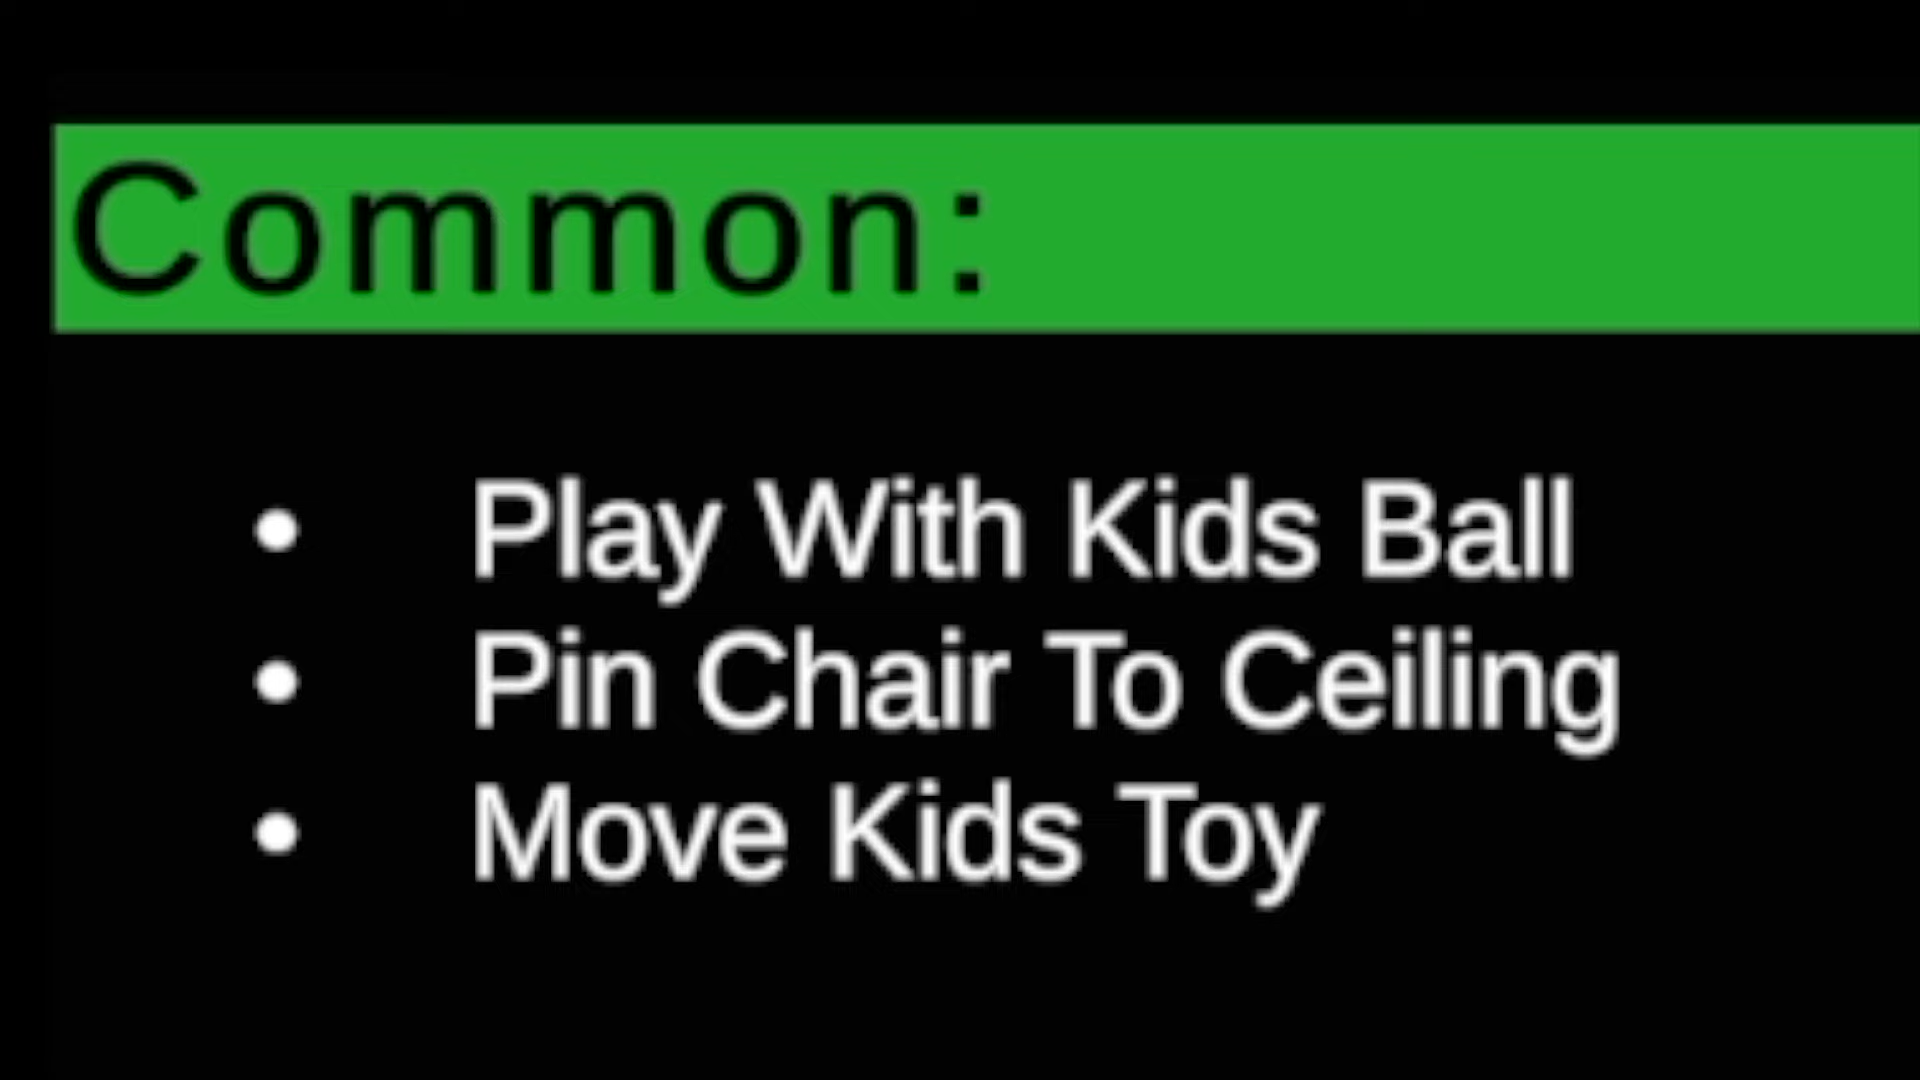 Common:
• Play With Kids Ball
• Pin Chair To Ceiling
• Move Kids Toy